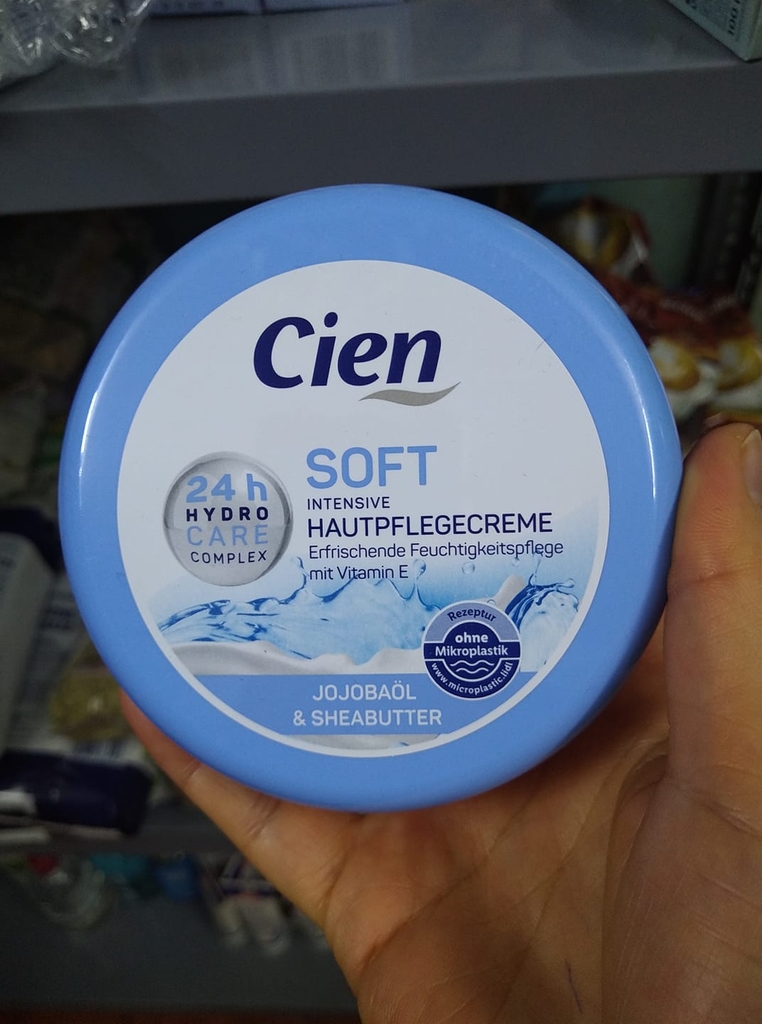 Cien
SOFT
INTENSIVE
HAUTPFLEGECREME
Erfrischende Feuchtigkeitspflege
mit Vitamin E
24 h
HYDRO
CARE
COMPLEX
Rezeptur
ohne
Mikroplastik
www.microplastic.lidl
JOJOBAÖL
& SHEABUTTER
100